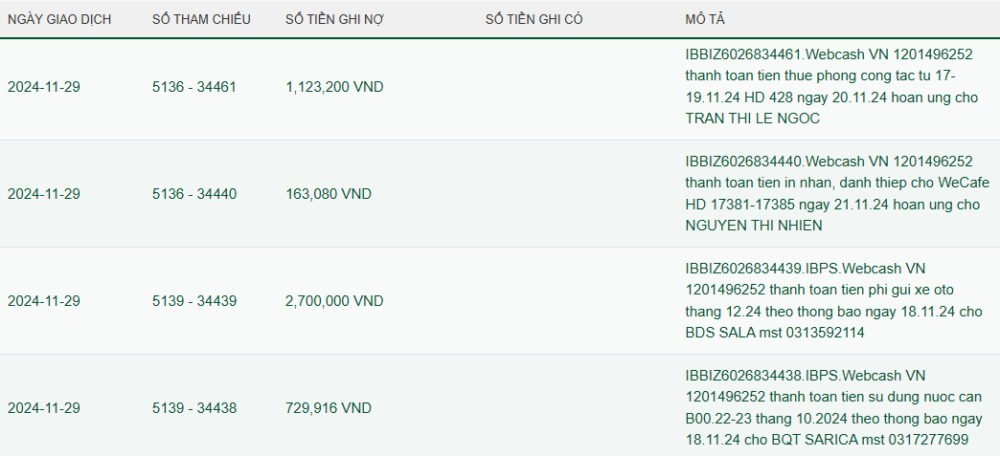 NGÀY GIAO DỊCH SỐ THAM CHIẾU SỐ TIỀN GHI NỢ SỐ TIỀN GHI CÓ MÔ TẢ
IBBIZ6026834461.Webcash VN 1201496252
thanh toan tien thue phong cong tac tu 17-
2024-11-29 5136 - 34461 1,123,200 VND
19.11.24 HD 428 ngay 20.11.24 hoan ung cho
TRAN THI LE NGOC
IBBIZ6026834440.Webcash VN 1201496252
thanh toan tien in nhan, danh thiep cho WeCafe
2024-11-29 5136 - 34440 163,080 VND
HD 17381-17385 ngay 21.11.24 hoan ung cho
NGUYEN THI NHIEN
IBBIZ6026834439.IBPS.Webcash VN
1201496252 thanh toan tien phi gui xe oto
2024-11-29 5139 - 34439 2,700,000 VND
thang 12.24 theo thong bao ngay 18.11.24 cho
BDS SALA mst 0313592114
IBBIZ6026834438.IBPS.Webcash VN
1201496252 thanh toan tien su dung nuoc can
2024-11-29 5139 - 34438 729,916 VND
B00.22-23 thang 10.2024 theo thong bao ngay
18.11.24 cho BQT SARICA mst 0317277699